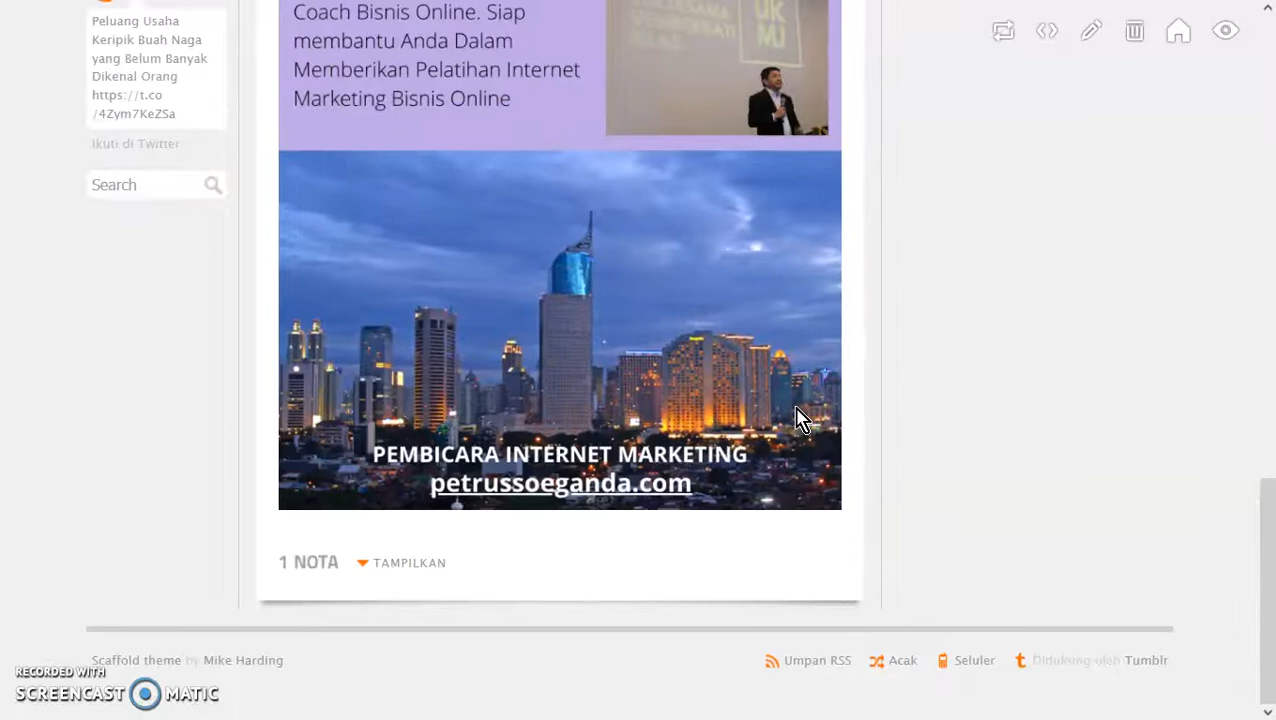 Peluang Usaha
Keripik Buah Naga
yang Belum Banyak
Dikenal Orang
https://t.co
/4Zym7KeZSa
Ikuti di Twitter
Search
Coach Bisnis Online. Siap
membantu Anda Dalam
Memberikan Pelatihan Internet
Marketing Bisnis Online
UKMJ
PEMBICARA INTERNET MARKETING
petrussoeganda.com
1 NOTA TAMPILKAN
Scaffold theme by Mike Harding
Umpan RSS Acak Seluler Didukung oleh Tumblr
RECORDED WITH
SCREENCAST MATIC